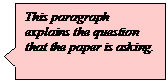 This paragraph
explains the question
that the paper is asking.